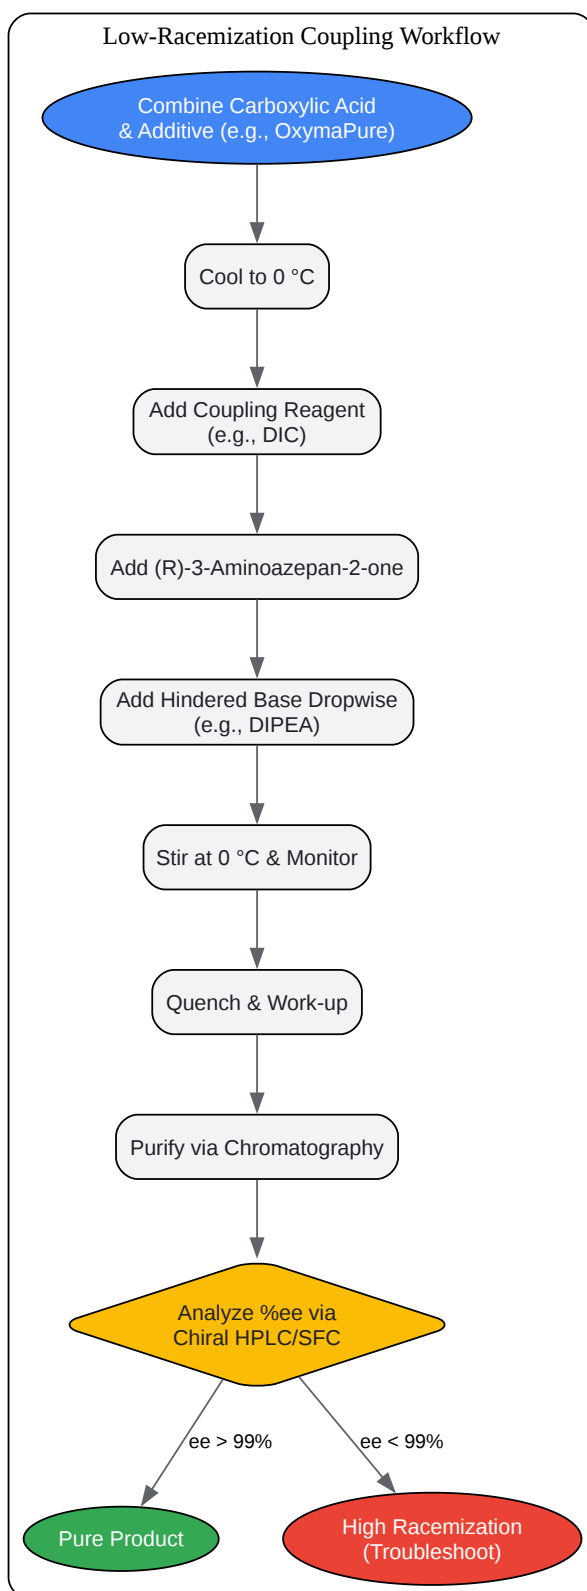 Low-Racemization Coupling Workflow
Combine Carboxylic Acid
& Additive (e.g., OxymaPure)
Cool to 0 °C
Add Coupling Reagent
(e.g., DIC)
Add (R)-3-Aminoazepan-2-one
Add Hindered Base Dropwise
(e.g., DIPEA)
Stir at 0 °C & Monitor
Quench & Work-up
Purify via Chromatography
Analyze %ee via
Chiral HPLC/SFC
ee > 99%
ee < 99%
Pure Product
High Racemization
(Troubleshoot)